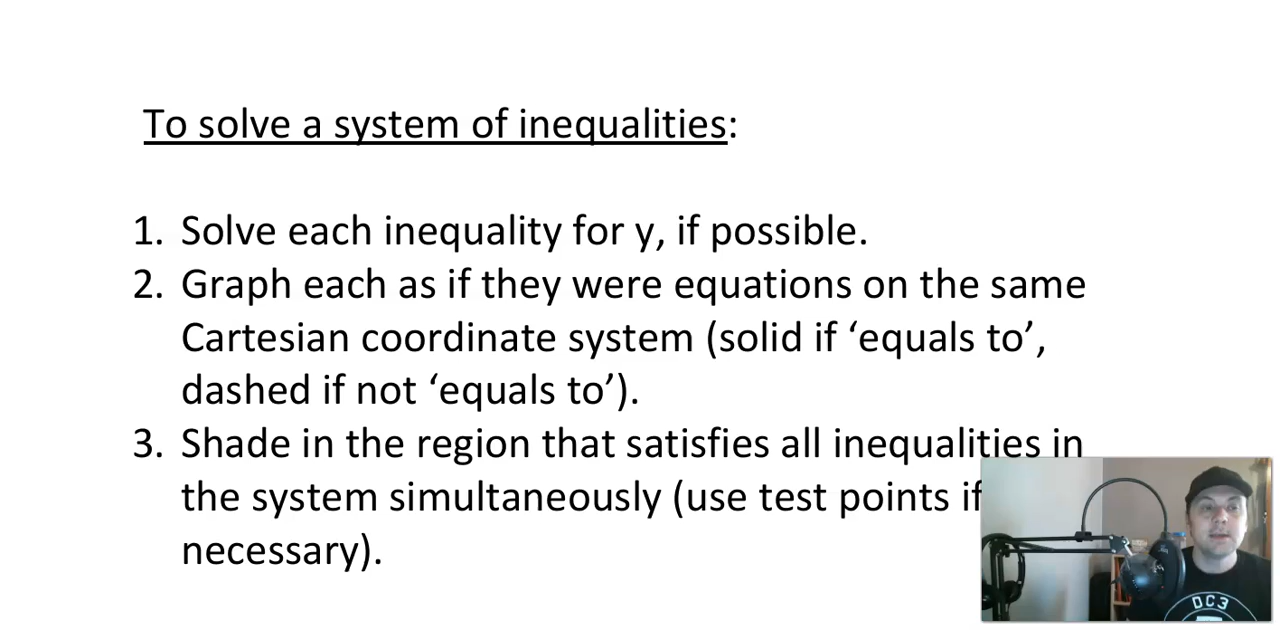 To solve a system of inequalities:
1. Solve each inequality for y, if possible.
2. Graph each as if they were equations on the same
Cartesian coordinate system (solid if ‘equals to’,
dashed if not ‘equals to’).
3. Shade in the region that satisfies all inequalities in
the system simultaneously (use test points if
necessary).
DC3